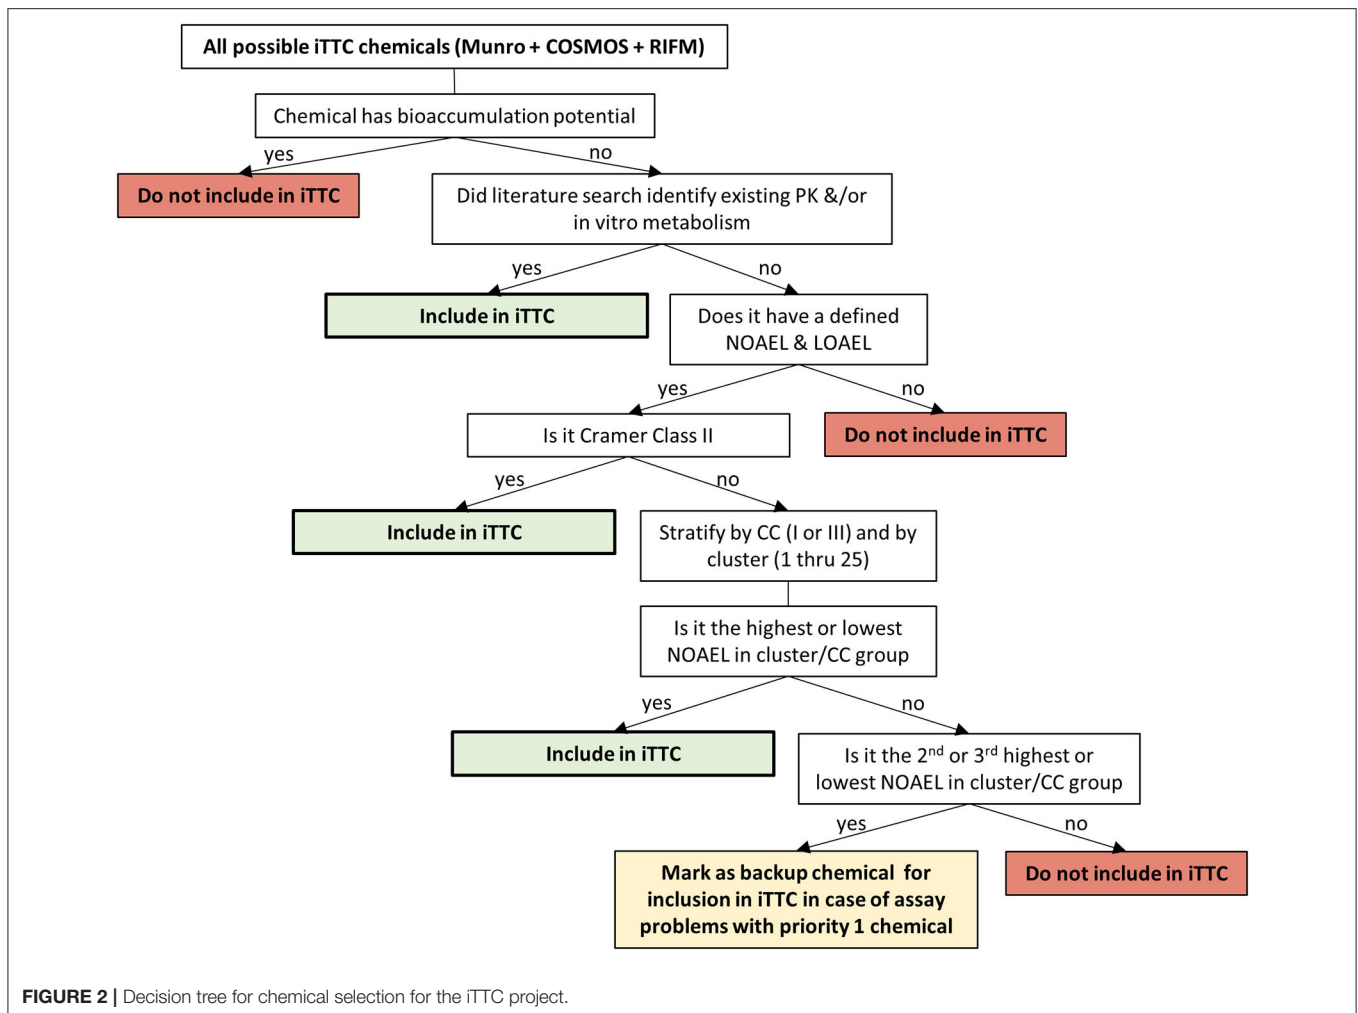 All possible iTTC chemicals (Munro + COSMOS + RIFM)
Chemical has bioaccumulation potential
yes
no
Do not include in iTTC
Did literature search identify existing PK &/or
in vitro metabolism
yes
no
Include in iTTC
Does it have a defined
NOAEL & LOAEL
yes
no
Is it Cramer Class II
Do not include in iTTC
yes
no
Include in iTTC
Stratify by CC (I or III) and by
cluster (1 thru 25)
Is it the highest or lowest
NOAEL in cluster/CC group
yes
no
Include in iTTC
Is it the 2nd or 3rd highest or
lowest NOAEL in cluster/CC group
yes
no
Mark as backup chemical for
inclusion in iTTC in case of assay
problems with priority 1 chemical
Do not include in iTTC
FIGURE 2 | Decision tree for chemical selection for the iTTC project.